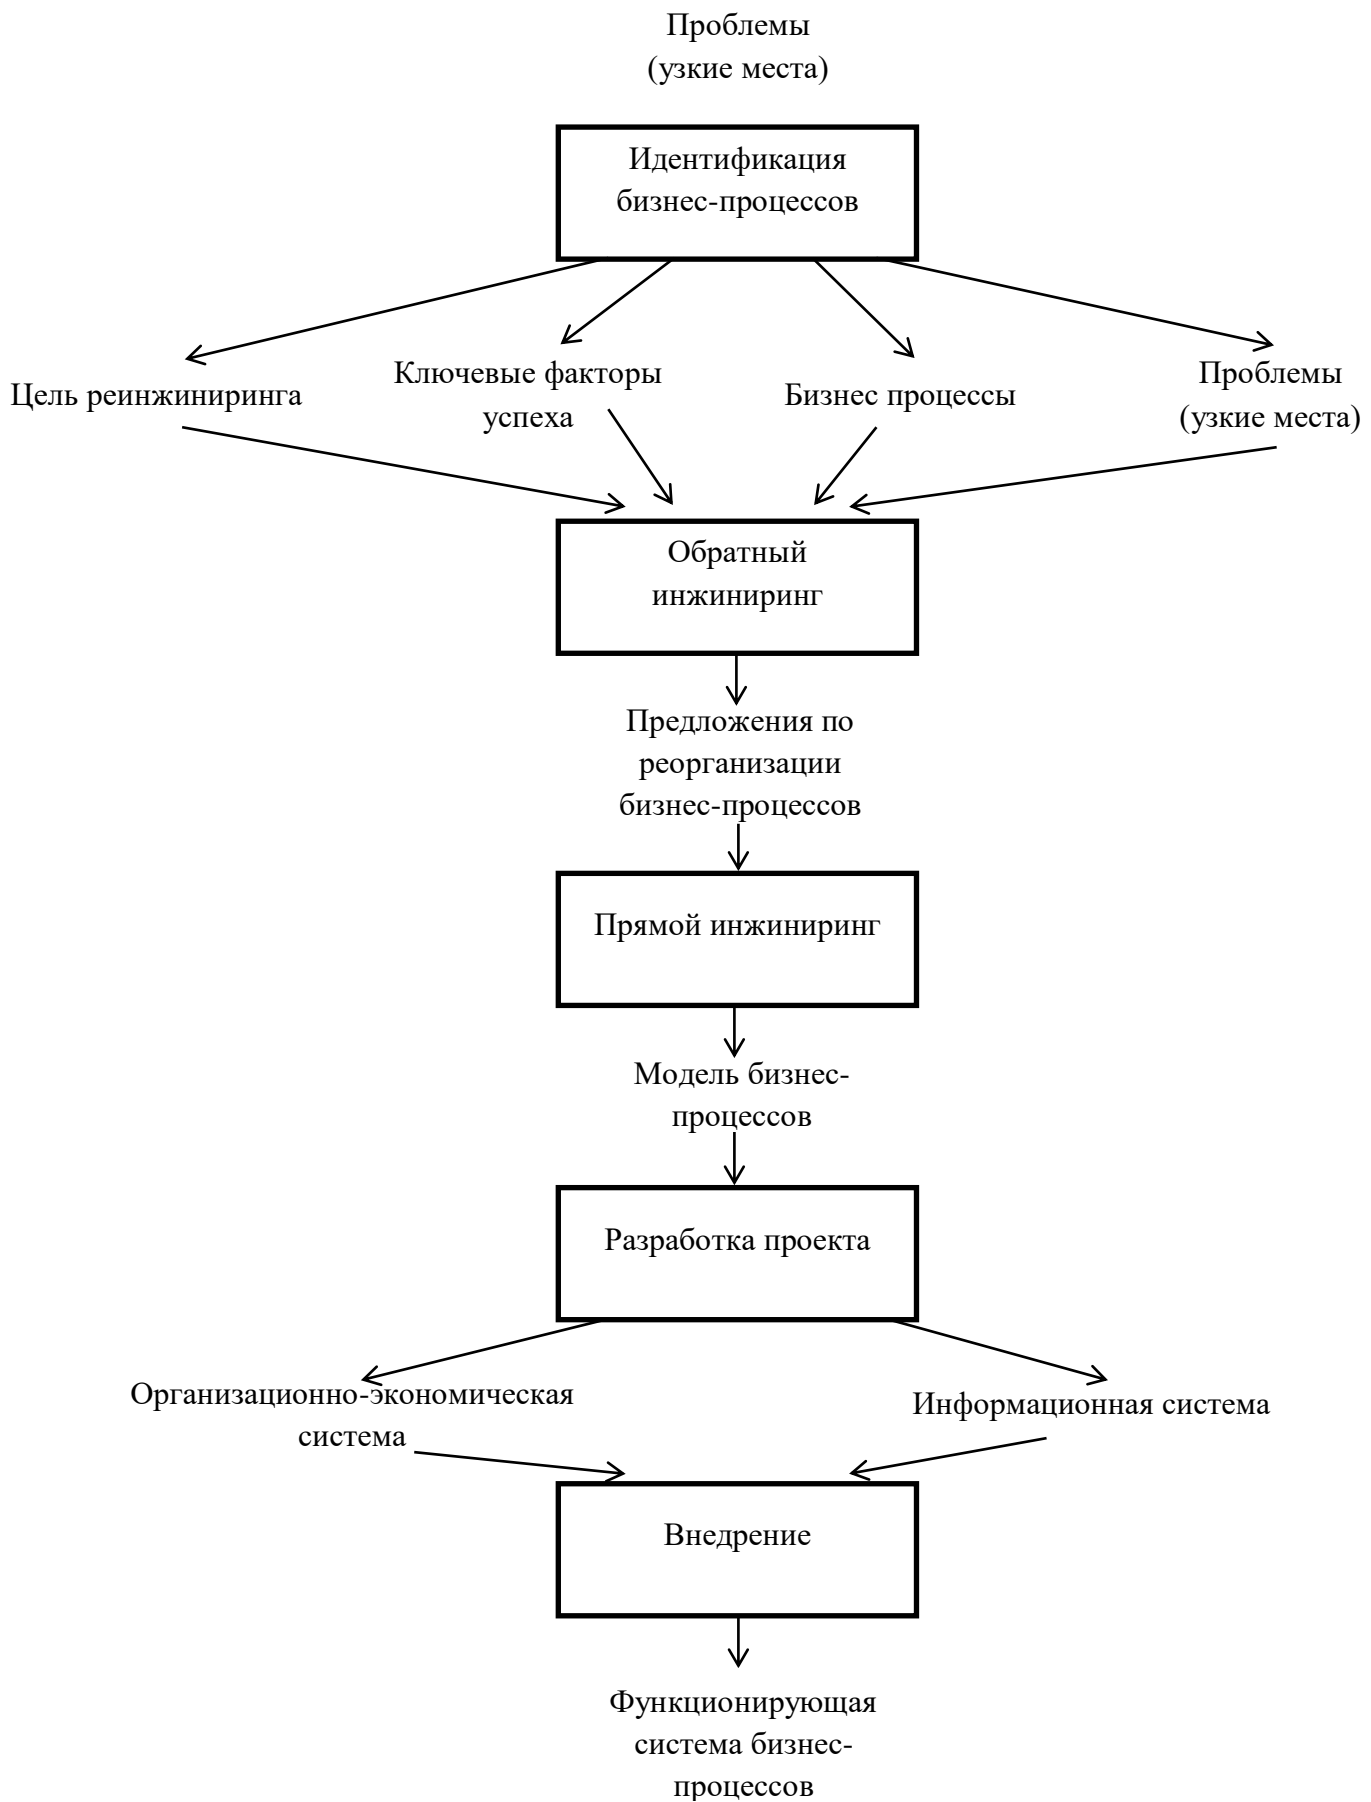 Проблемы
(узкие места)
Идентификация
бизнес-процессов
Цель реинжиниринга
Ключевые факторы
успеха
Бизнес процессы
Проблемы
(узкие места)
Обратный
инжиниринг
Предложения по
реорганизации
бизнес-процессов
Прямой инжиниринг
Модель бизнес-
процессов
Разработка проекта
Организационно-экономическая
система
Информационная система
Внедрение
Функционирующая
система бизнес-
процессов